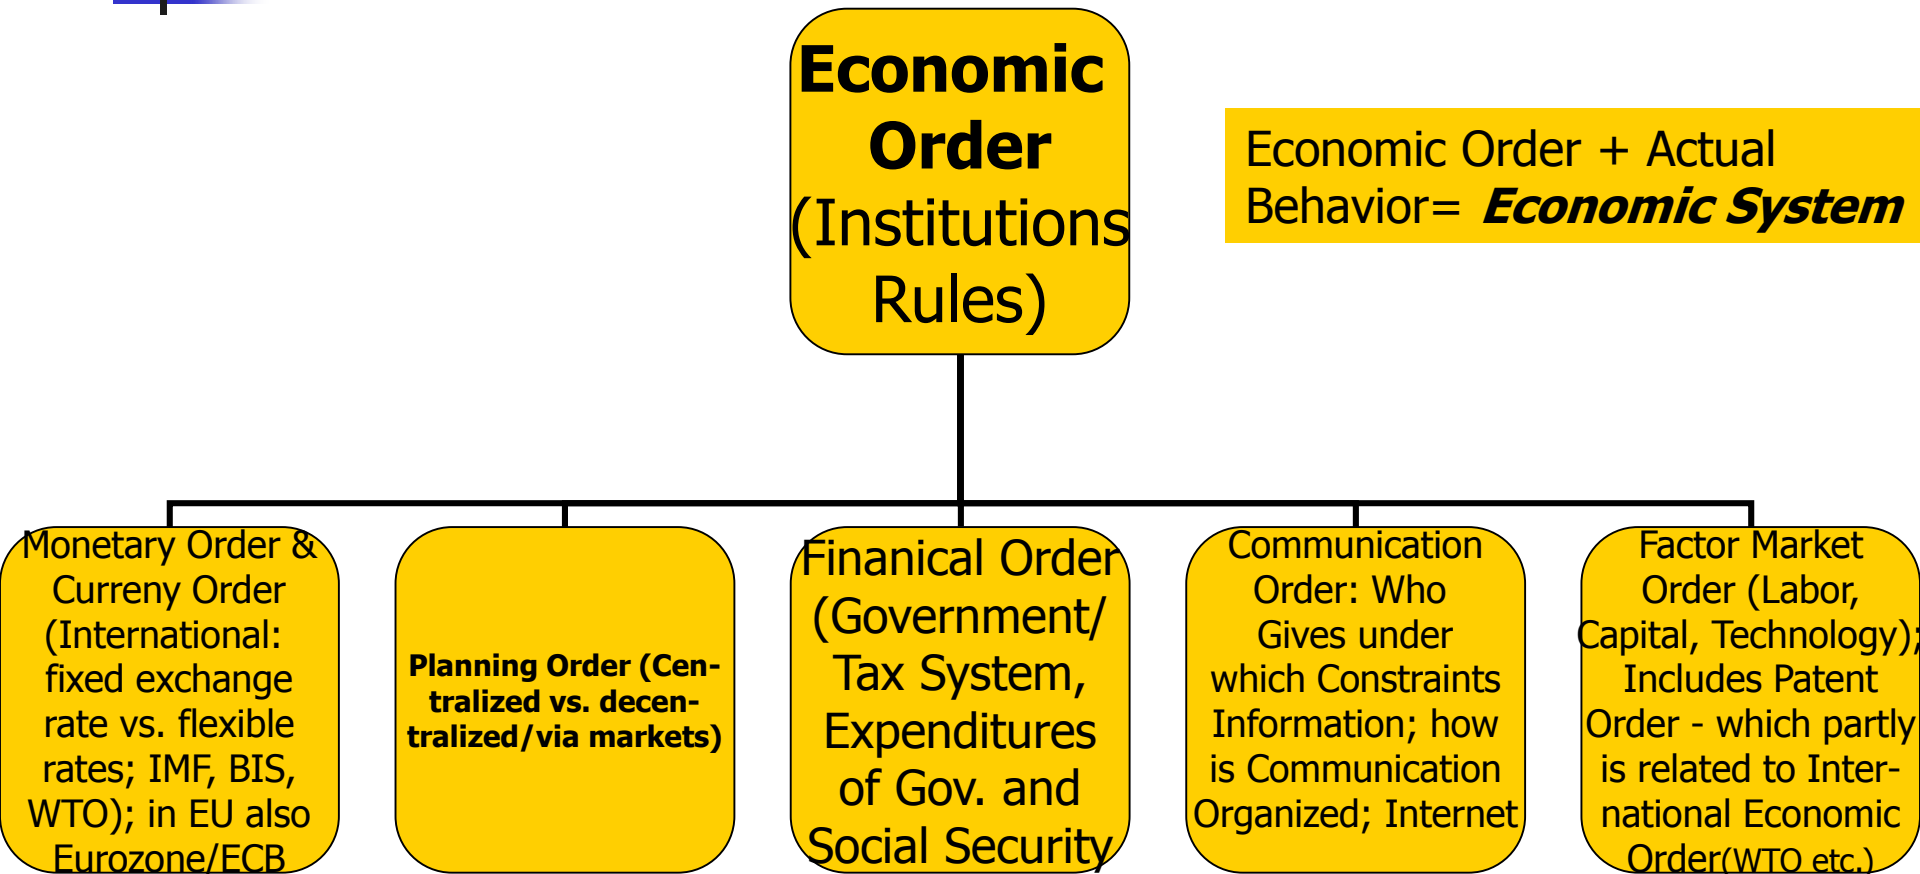 Economic
Order
(Institutions
Rules)
Economic Order + Actual
Behavior= Economic System
Monetary Order &
Curreny Order
(International:
fixed exchange
rate vs. flexible
rates; IMF, BIS,
WTO); in EU also
Eurozone/ECB
Planning Order (Cen-
tralized vs. decen-
tralized/via markets)
Finanical Order
(Government/
Tax System,
Expenditures
of Gov. and
Social Security
Communication
Order: Who
Gives under
which Constraints
Information; how
is Communication
Organized; Internet
Factor Market
Order (Labor,
Capital, Technology);
Includes Patent
Order - which partly
is related to Inter-
national Economic
Order(WTO etc.)